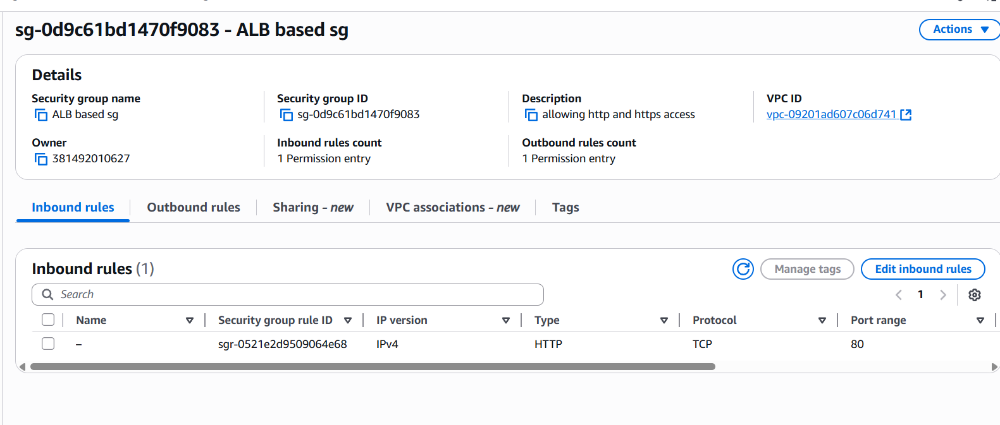 sg-0d9c61bd1470f9083 - ALB based sg
Actions
Details
Security group name
ALB based sg
Security group ID
sg-0d9c61bd1470f9083
Description
allowing http and https access
VPC ID
vpc-09201ad607c06d741
Owner
381492010627
Inbound rules count
1 Permission entry
Outbound rules count
1 Permission entry
Inbound rules Outbound rules Sharing - new VPC associations - new Tags
Inbound rules (1)
Manage tags
Edit inbound rules
Search
1
Name Security group rule ID IP version Type Protocol Port range
– sgr-0521e2d9509064e68 IPv4 HTTP TCP 80